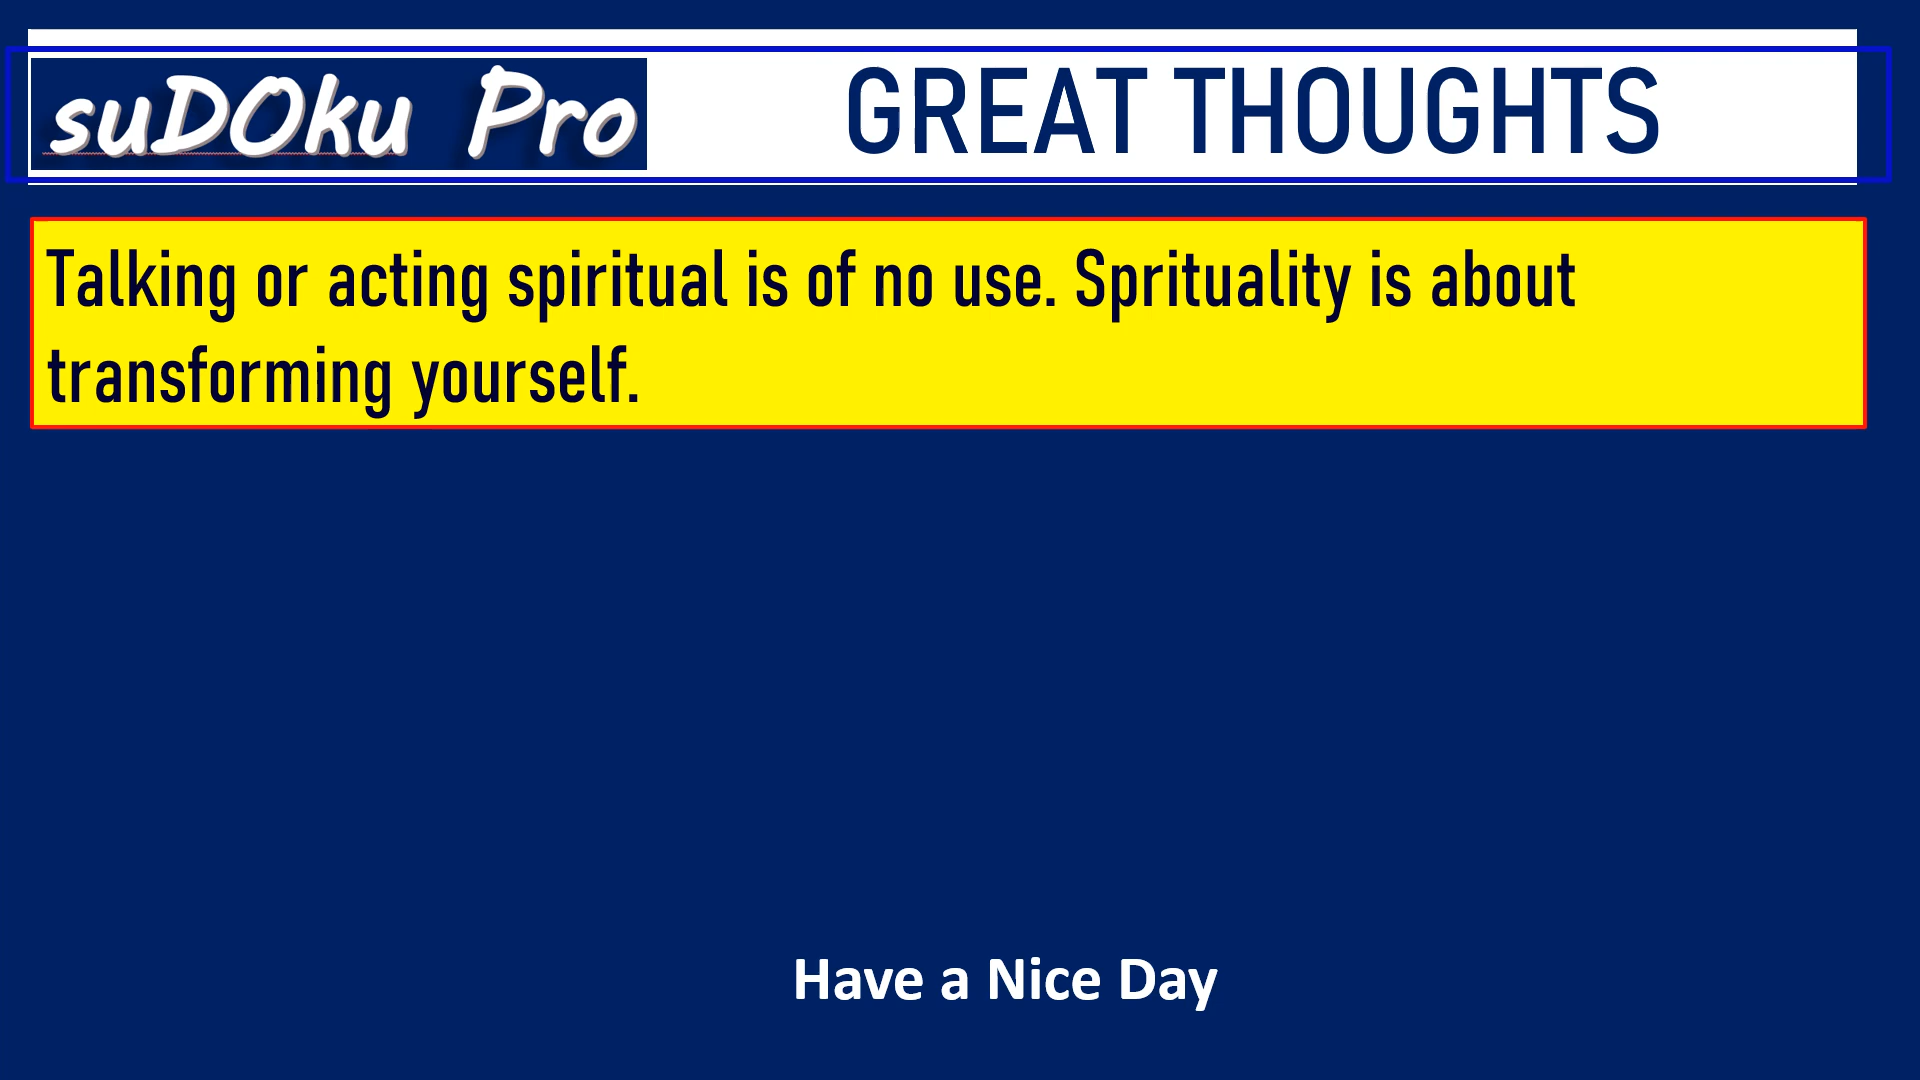 suDOku Pro
GREAT THOUGHTS
Talking or acting spiritual is of no use. Sprituality is about
transforming yourself.
Have a Nice Day